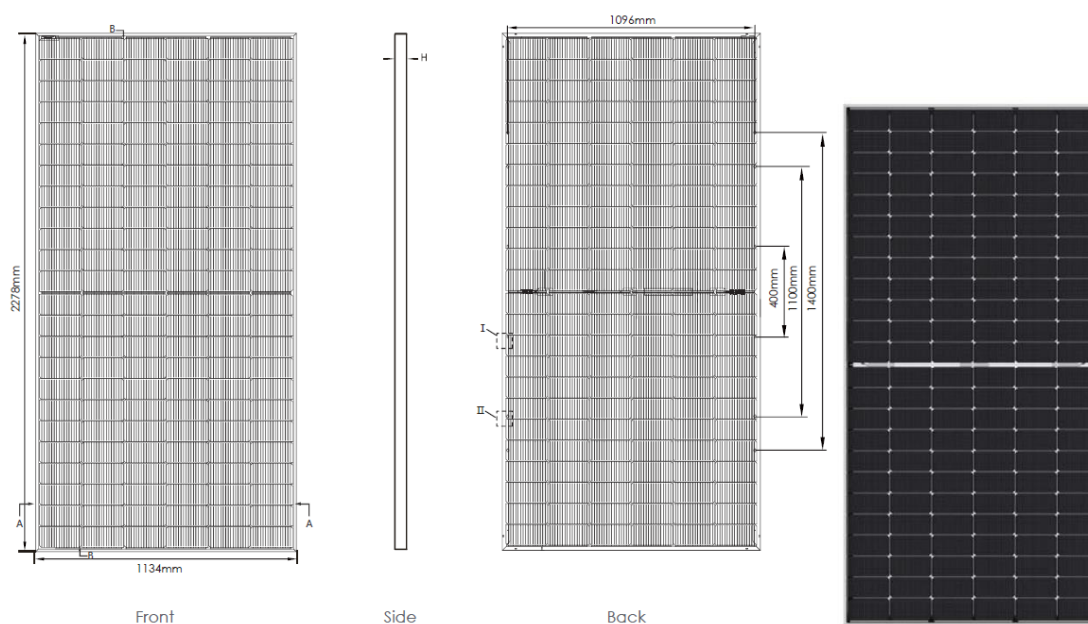 1096mm
B
H
2278mm
400mm
1100mm
1400mm
I
II
A
A
B
1134mm
Front
Side
Back